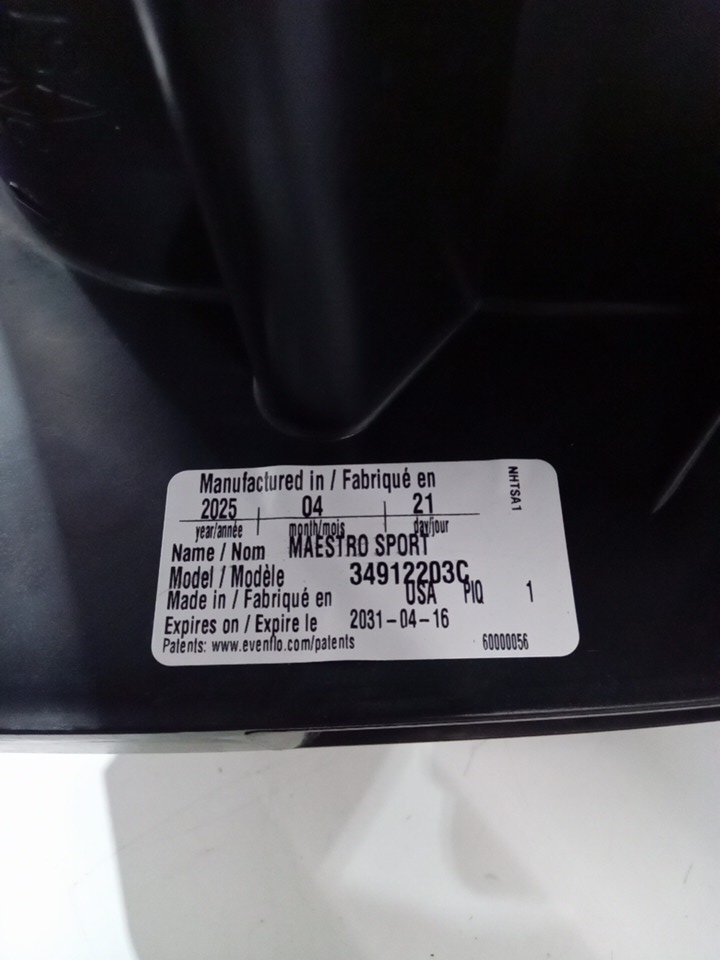 Manufactured in / Fabriqué en
2025 04 21
year/année month/mois day/jour
Name / Nom MAESTRO SPORT
Model / Modèle 34912203C
Made in / Fabriqué en USA PIQ 1
Expires on / Expire le 2031-04-16
Patents: www.evenflo.com/patents 60000056
NHTSA1